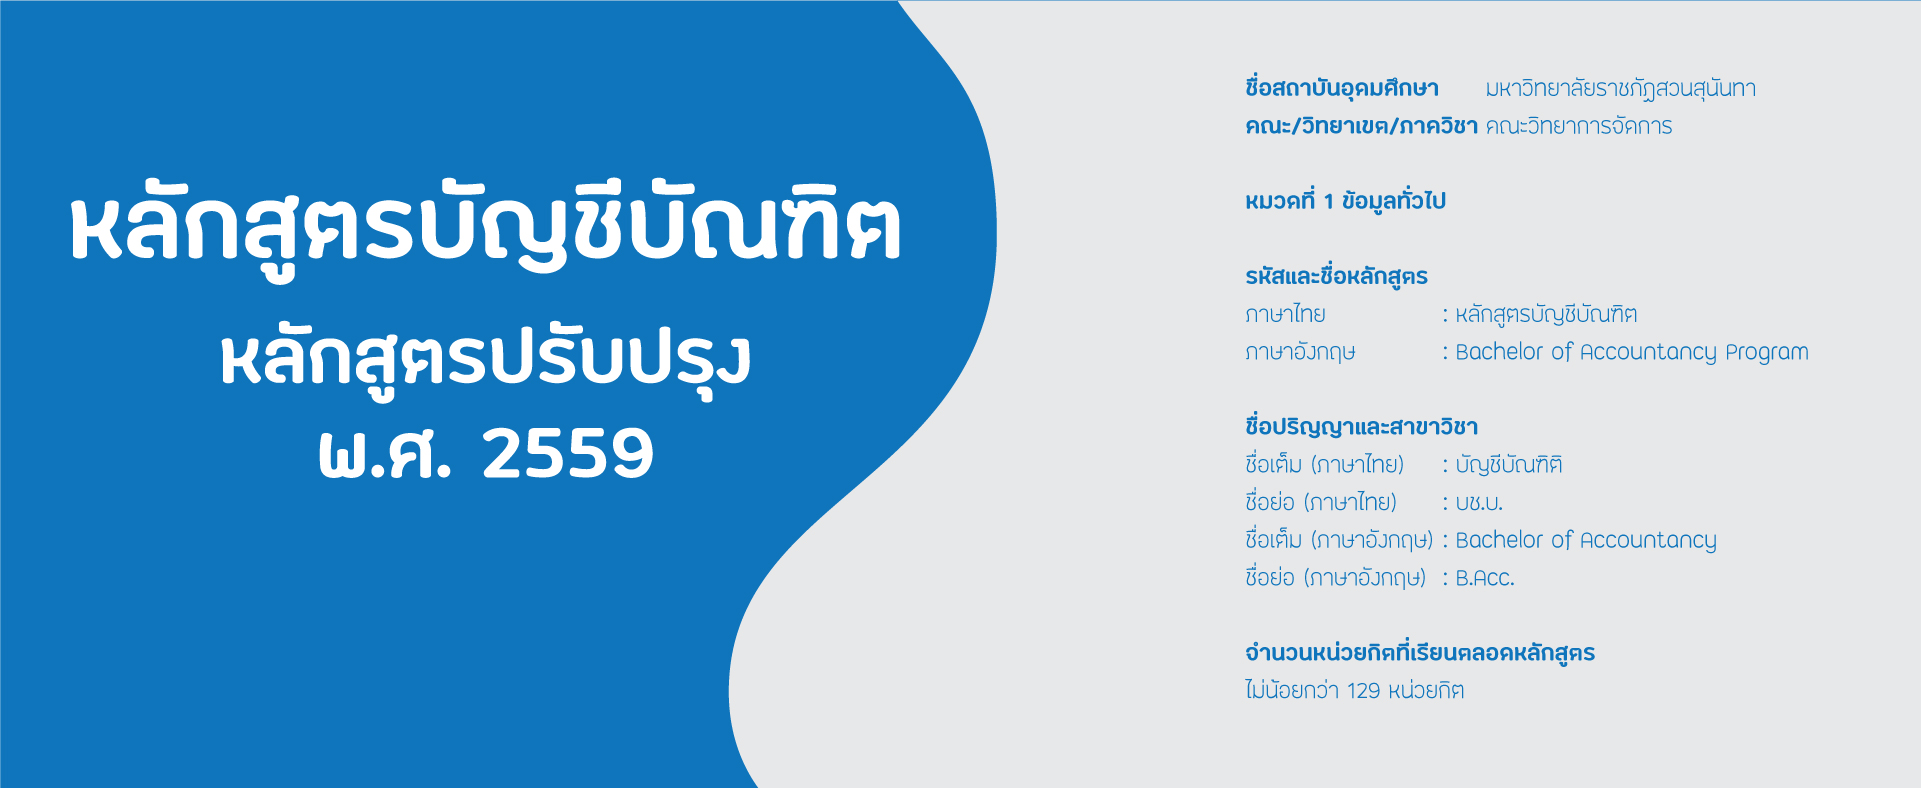 หลักสูตรบัญชีบัณฑิต
หลักสูตรปรับปรุง
พ.ศ. 2559
ชื่อสถาบันอุดมศึกษา มหาวิทยาลัยราชภัฏสวนสุนันทา
คณะ/วิทยาเขต/ภาควิชา คณะวิทยาการจัดการ
หมวดที่ 1 ข้อมูลทั่วไป
รหัสและชื่อหลักสูตร
ภาษาไทย : หลักสูตรบัญชีบัณฑิต
ภาษาอังกฤษ : Bachelor of Accountancy Program
ชื่อปริญญาและสาขาวิชา
ชื่อเต็ม (ภาษาไทย) : บัญชีบัณฑิติ
ชื่อย่อ (ภาษาไทย) : บช.บ.
ชื่อเต็ม (ภาษาอังกฤษ) : Bachelor of Accountancy
ชื่อย่อ (ภาษาอังกฤษ) : B.Acc.
จำนวนหน่วยกิตที่เรียนตลอดหลักสูตร
ไม่น้อยกว่า 129 หน่วยกิต